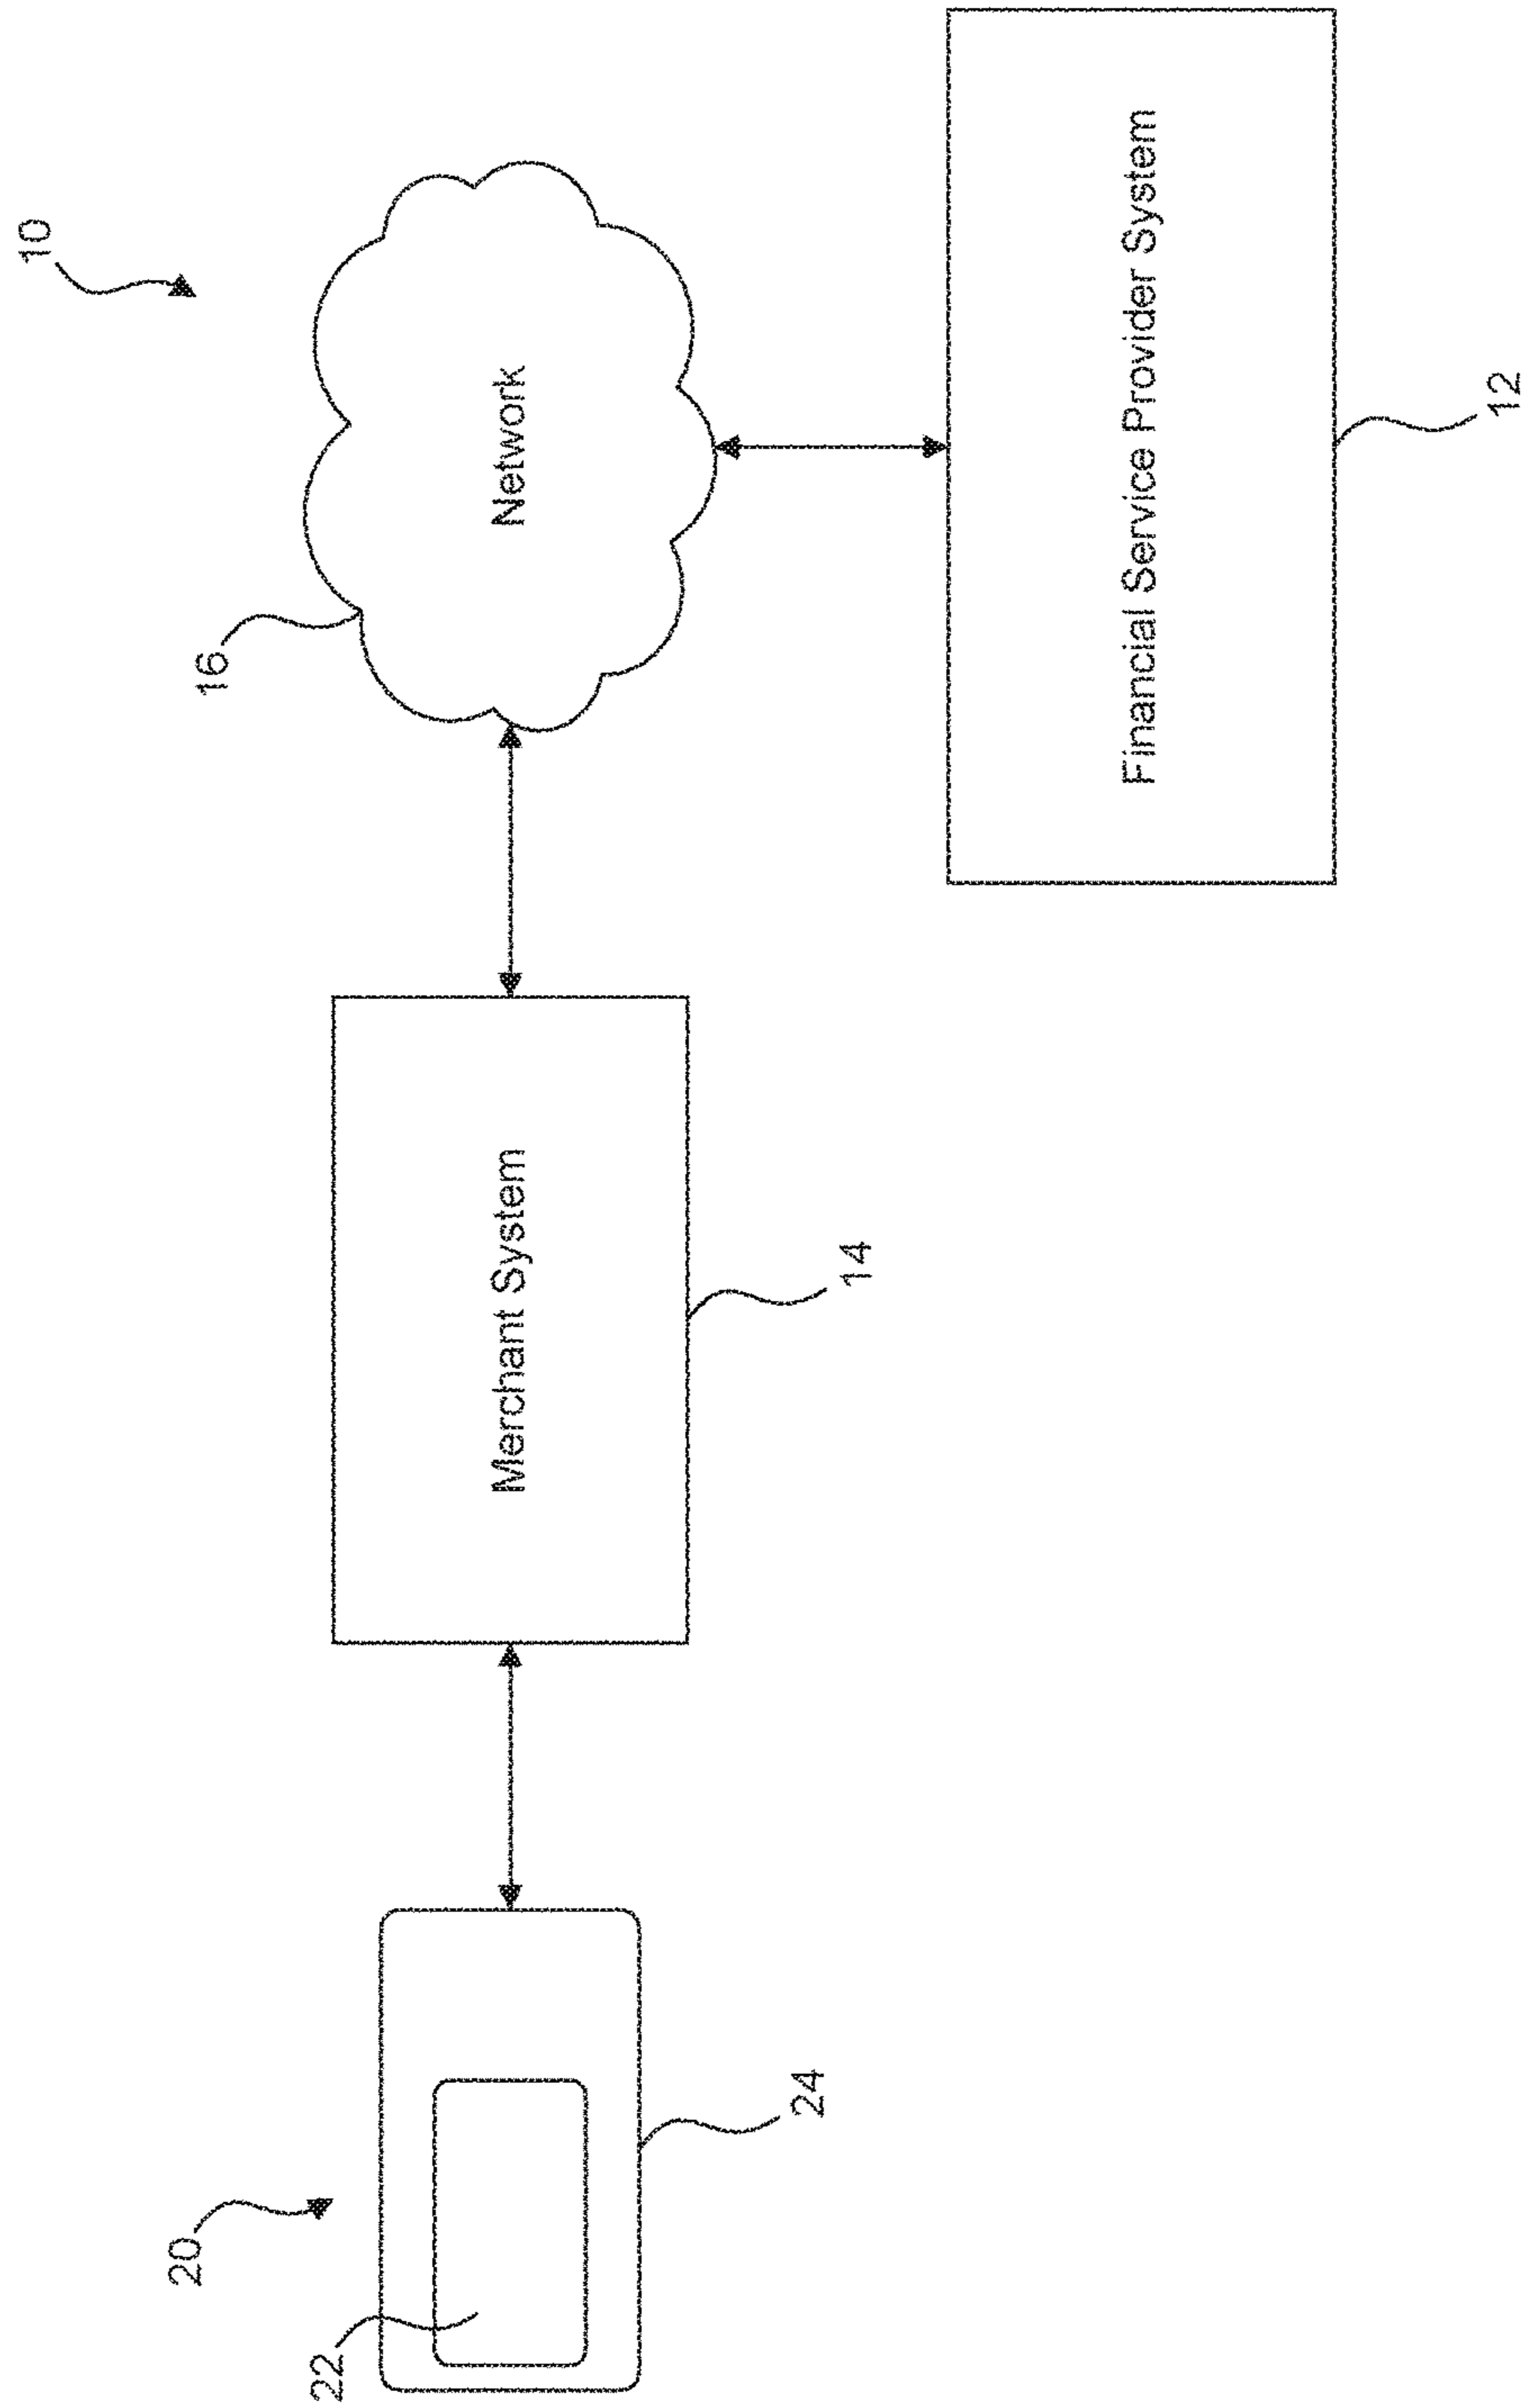 10
20
16
22
Merchant System
Network
24
14
Financial Service Provider System
12